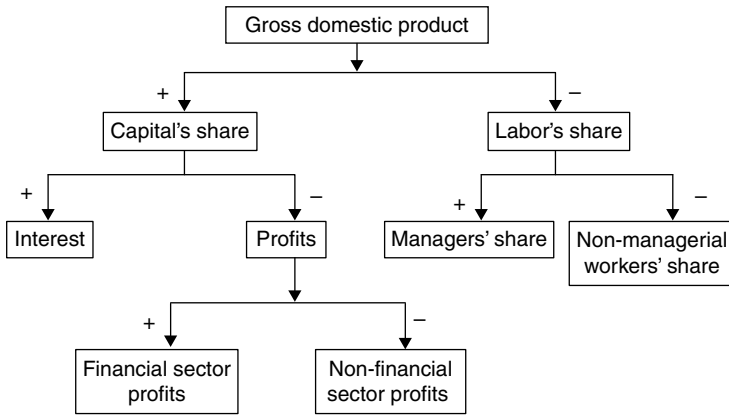 Gross domestic product
+
–
Capital’s share
Labor’s share
+
–
+
–
Interest
Profits
Managers’ share
Non-managerial
workers’ share
+
–
Financial sector
profits
Non-financial
sector profits